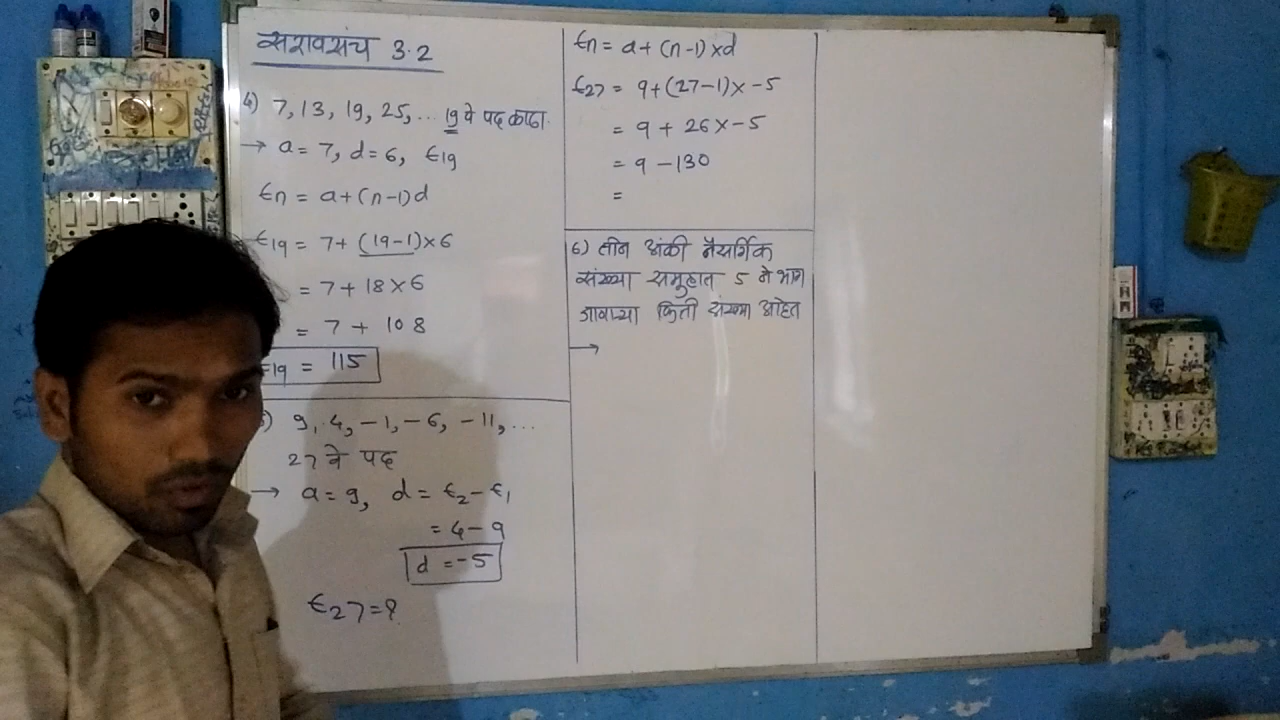 सरावसंच 3.2
4) 7, 13, 19, 25, ... 19 वे पद काढा.
→ a = 7, d = 6, t19
tn = a + (n-1)d
t19 = 7 + (19-1) × 6
= 7 + 18 × 6
= 7 + 108
t19 = 115
5) 9, 4, -1, -6, -11, ...
27 वे पद
→ a = 9, d = t2 - t1
= 4 - 9
d = -5
t27 = ?
tn = a + (n-1) × d
t27 = 9 + (27-1) × -5
= 9 + 26 × -5
= 9 - 130
=
6) तीन अंकी नैसर्गिक
संख्या समुहात 5 ने भाग
जाणाऱ्या किती संख्या आहेत
→